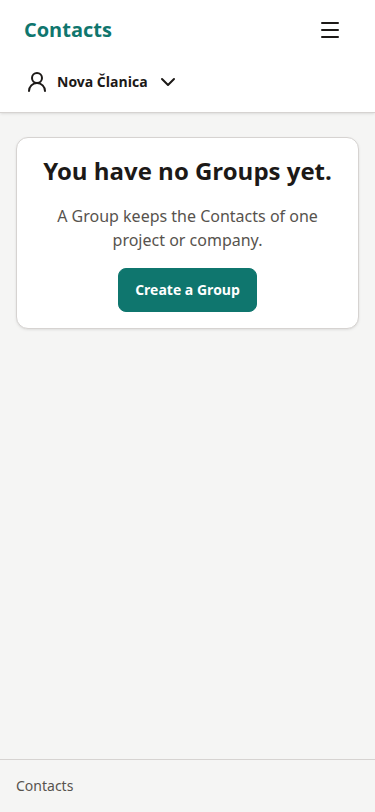 Contacts
Nova Članica
You have no Groups yet.
A Group keeps the Contacts of one
project or company.
Create a Group
Contacts